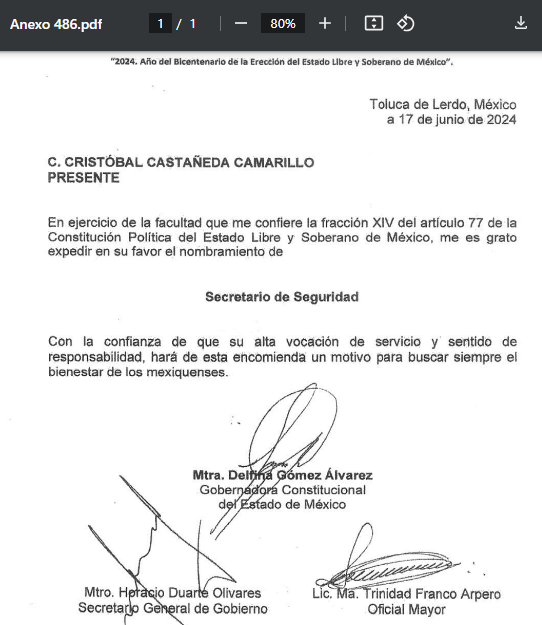 Anexo 486.pdf
1 / 1
80%
"2024. Año del Bicentenario de la Erección del Estado Libre y Soberano de México".
Toluca de Lerdo, México
a 17 de junio de 2024
C. CRISTÓBAL CASTAÑEDA CAMARILLO
PRESENTE
En ejercicio de la facultad que me confiere la fracción XIV del artículo 77 de la
Constitución Política del Estado Libre y Soberano de México, me es grato
expedir en su favor el nombramiento de
Secretario de Seguridad
Con la confianza de que su alta vocación de servicio y sentido de
responsabilidad, hará de esta encomienda un motivo para buscar siempre el
bienestar de los mexiquenses.
Mtra. Delfina Gómez Álvarez
Gobernadora Constitucional
del Estado de México
Mtro. Horacio Duarte Olivares
Secretario General de Gobierno
Lic. Ma. Trinidad Franco Arpero
Oficial Mayor